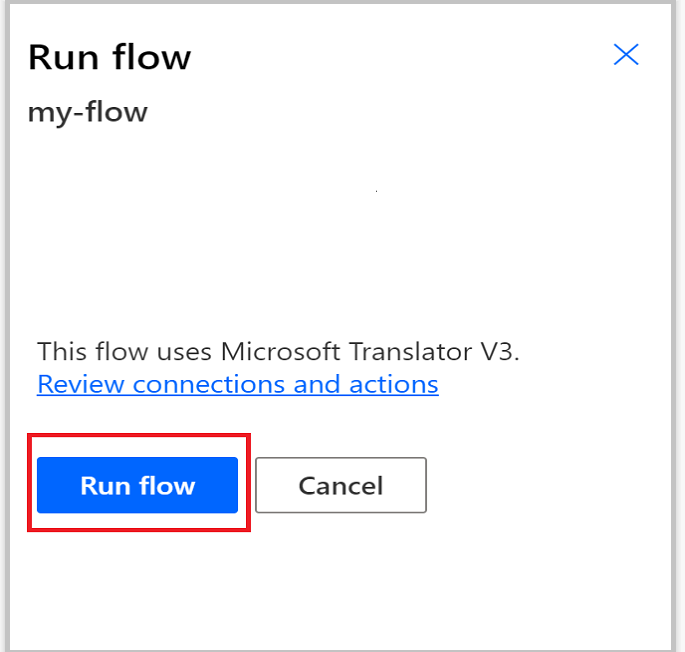 Run flow
my-flow
This flow uses Microsoft Translator V3.
Review connections and actions
Run flow
Cancel